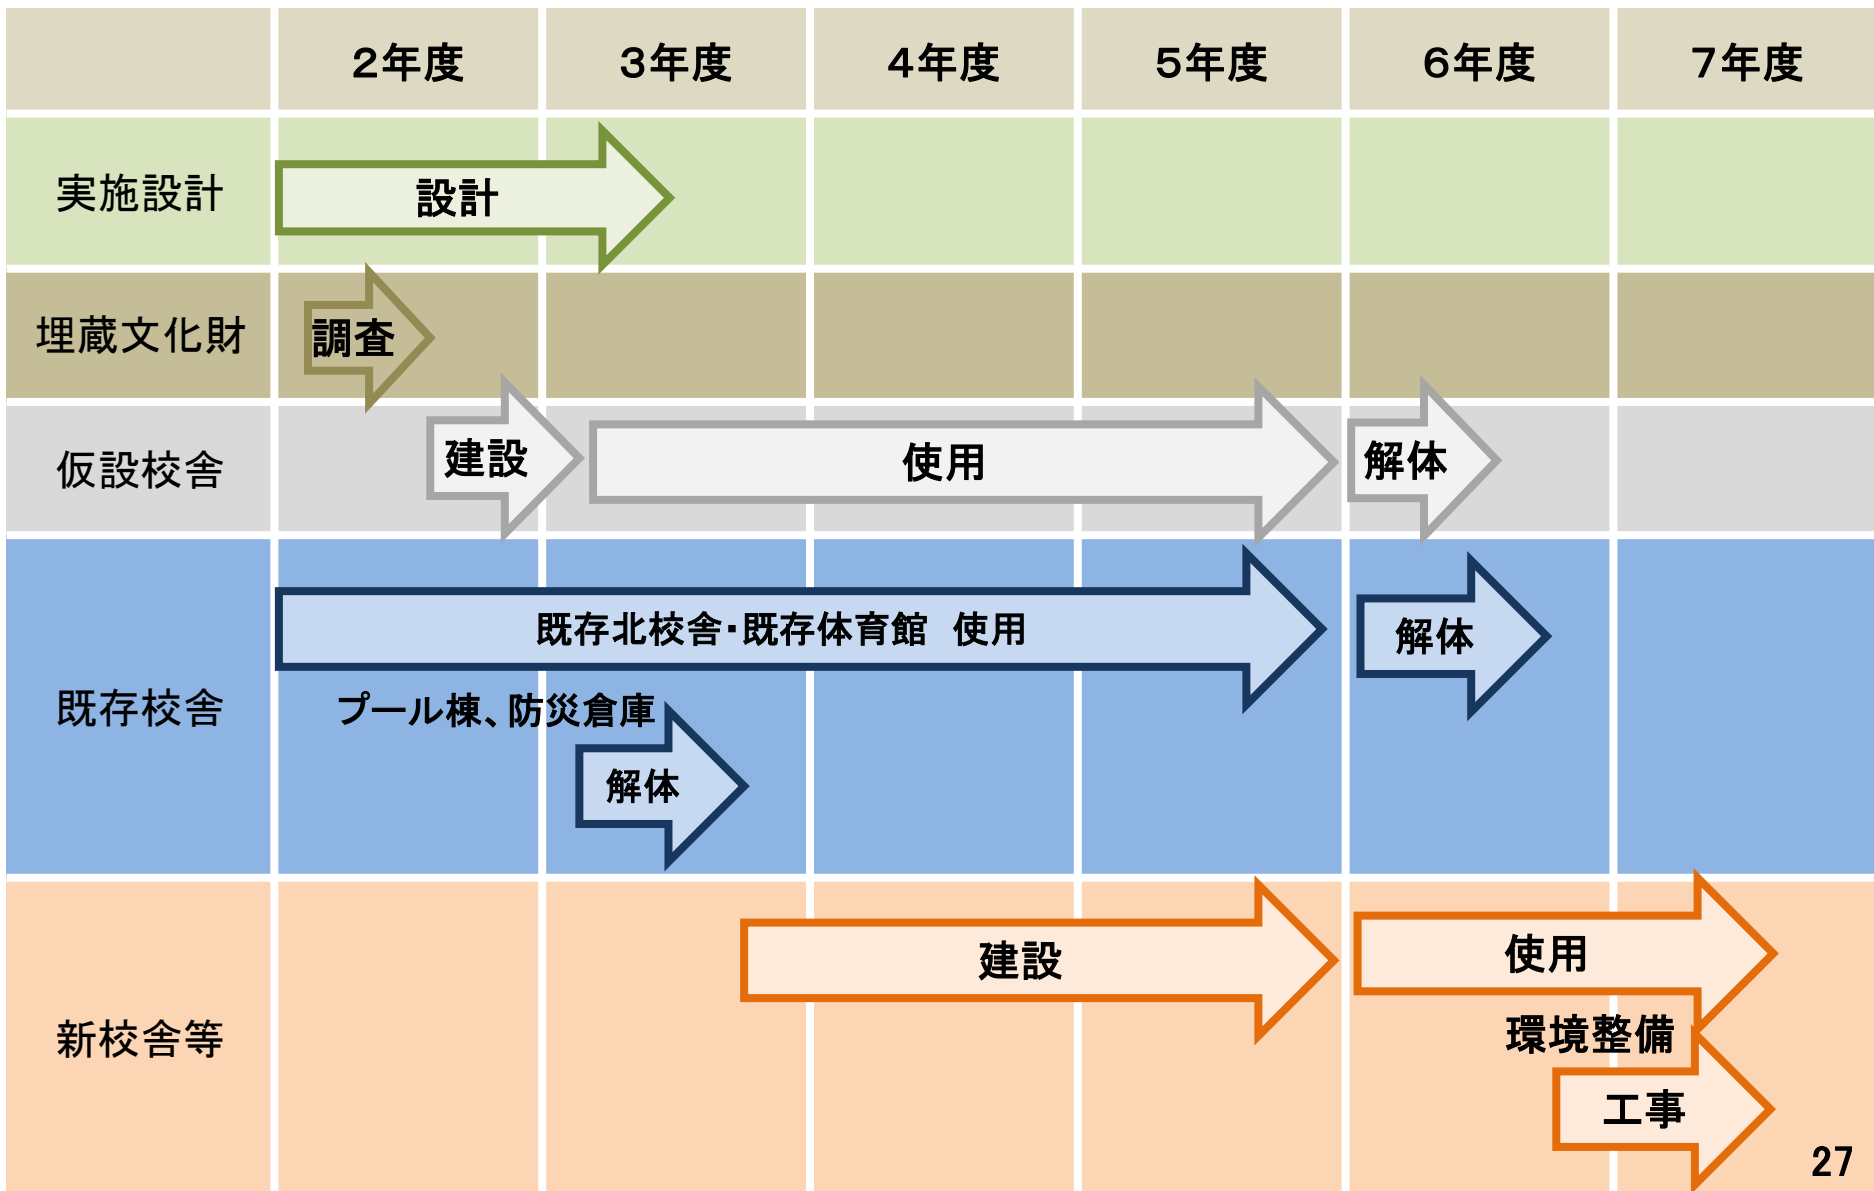 2年度
3年度
4年度
5年度
6年度
7年度
実施設計
設計
埋蔵文化財
調査
仮設校舎
建設
使用
解体
既存校舎
既存北校舎・既存体育館　使用
解体
プール棟、防災倉庫
解体
新校舎等
建設
使用
環境整備
工事
27